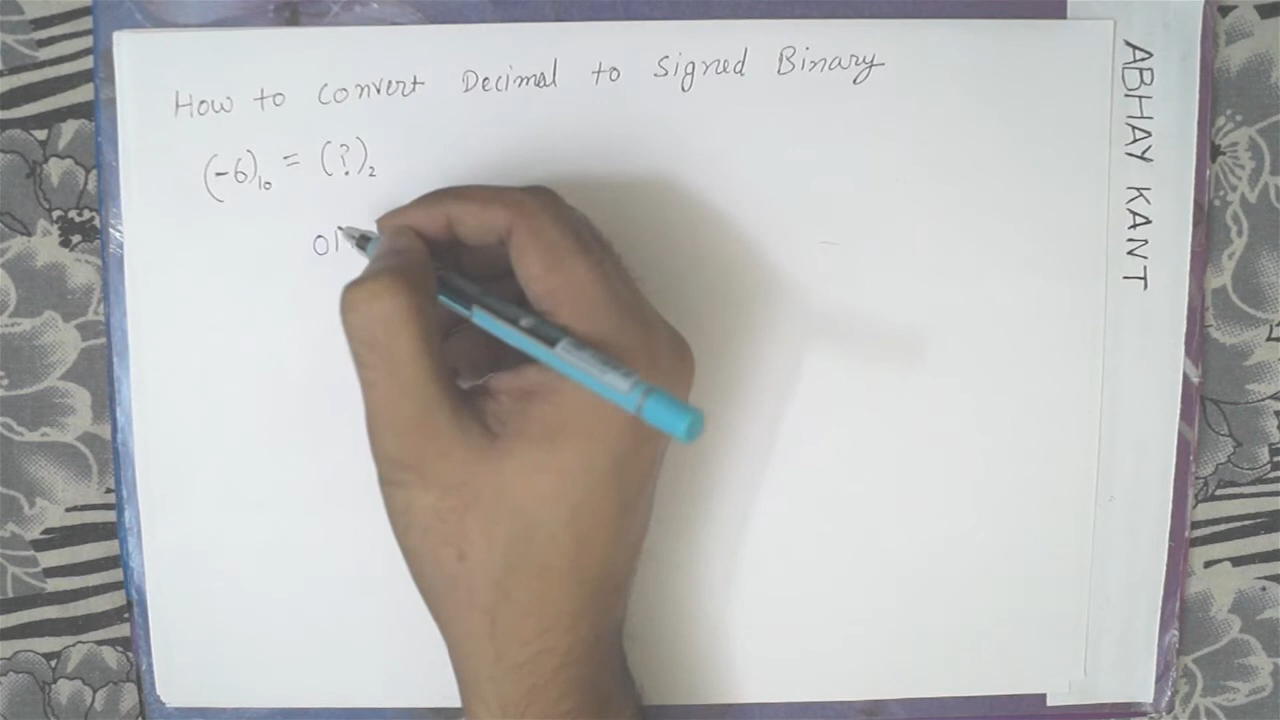 How to convert Decimal to Signed Binary
(-6)₁₀ = (?)₂
01
ABHAY KANT